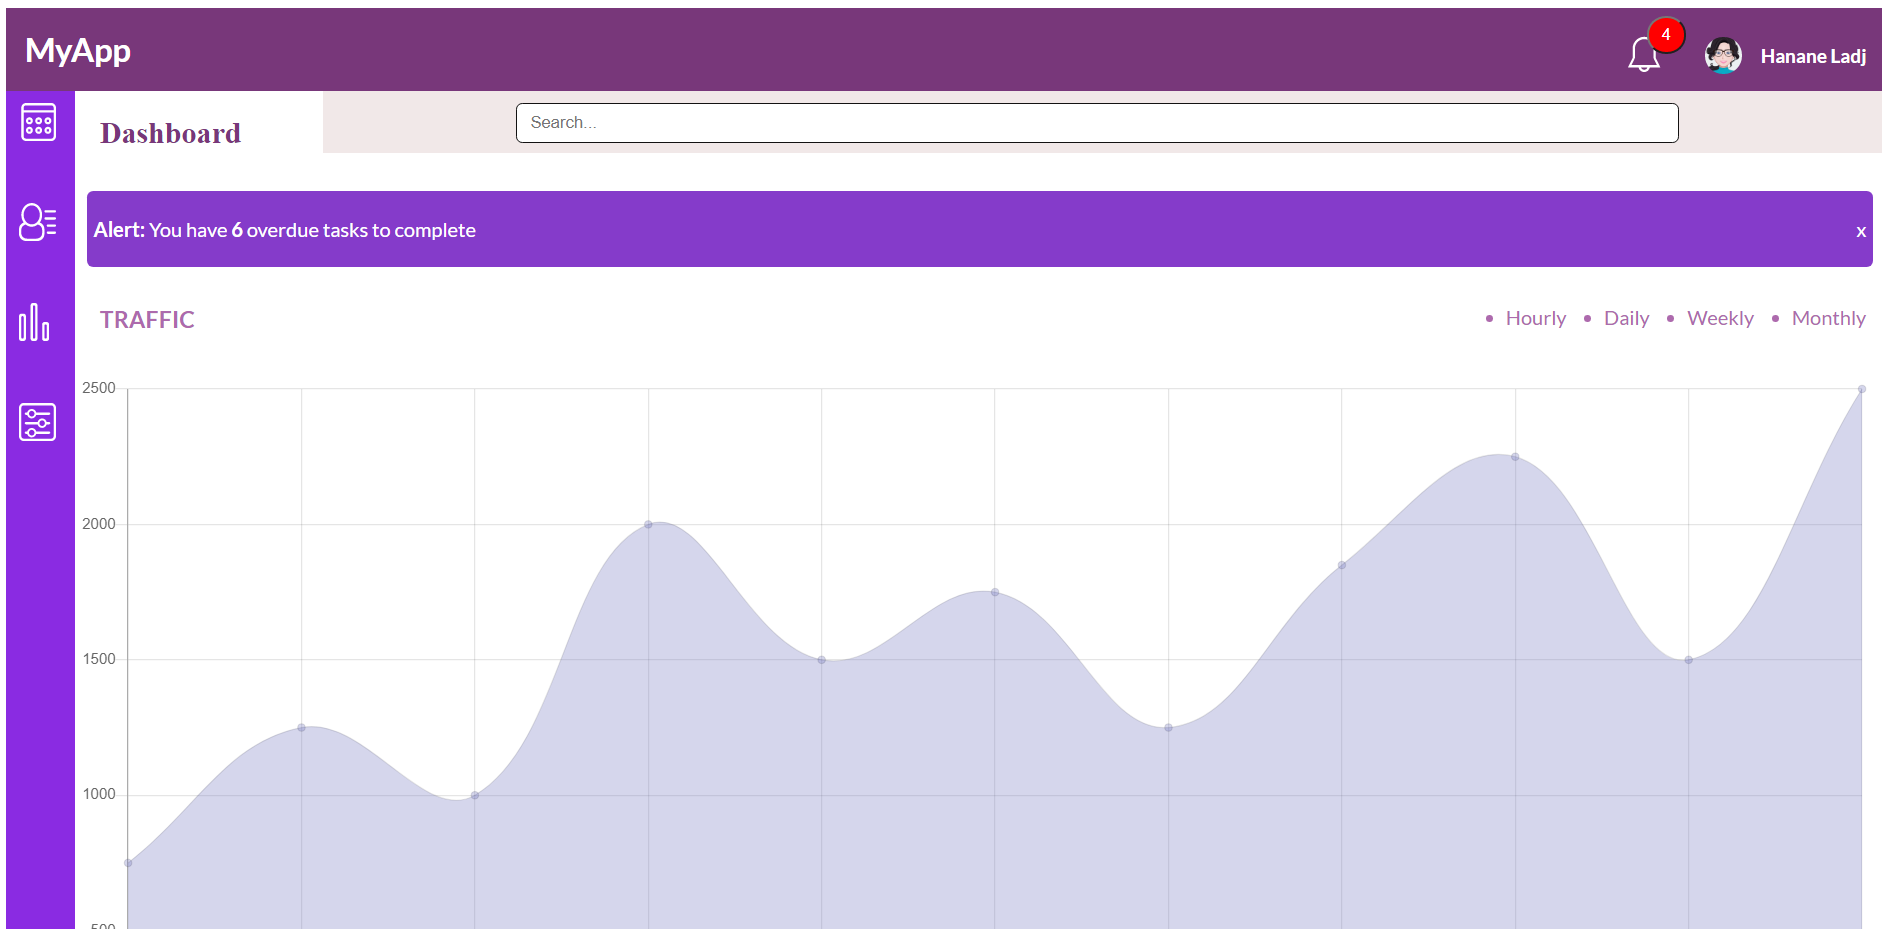 MyApp
4
Hanane Ladj
Dashboard
Search...
Alert: You have 6 overdue tasks to complete
x
TRAFFIC
Hourly
Daily
Weekly
Monthly
2500
2000
1500
1000
500